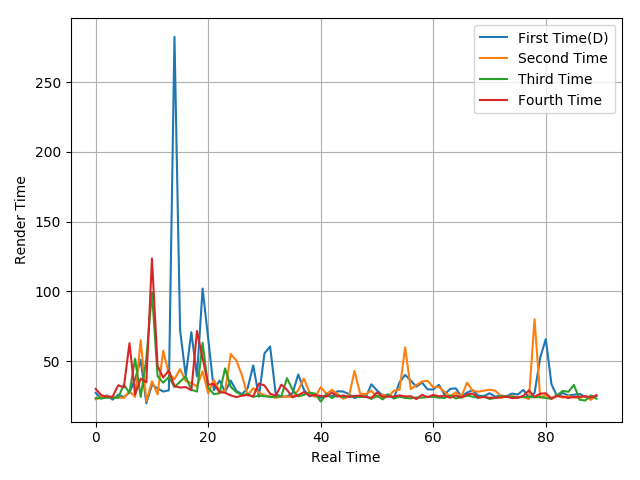 First Time(D)
Second Time
Third Time
Fourth Time
250
200
150
100
50
Render Time
0
20
40
60
80
Real Time